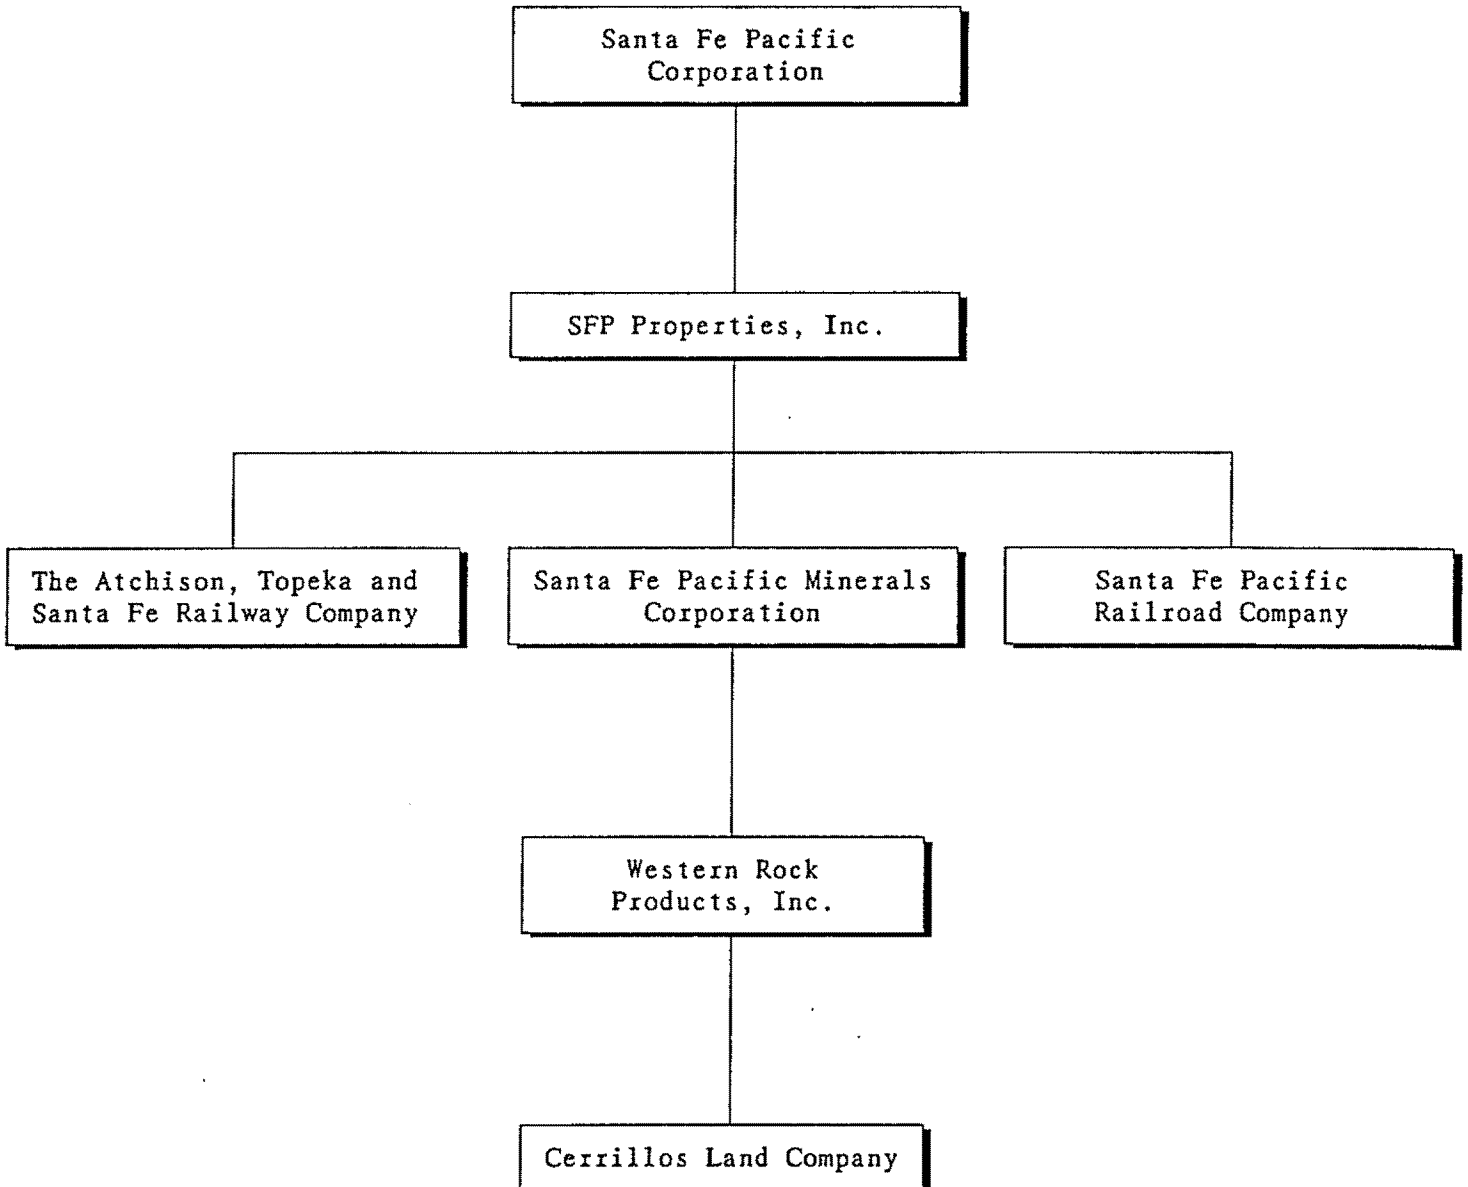 Santa Fe Pacific
Corporation
SFP Properties, Inc.
The Atchison, Topeka and
Santa Fe Railway Company
Santa Fe Pacific Minerals
Corporation
Santa Fe Pacific
Railroad Company
Western Rock
Products, Inc.
Cerrillos Land Company